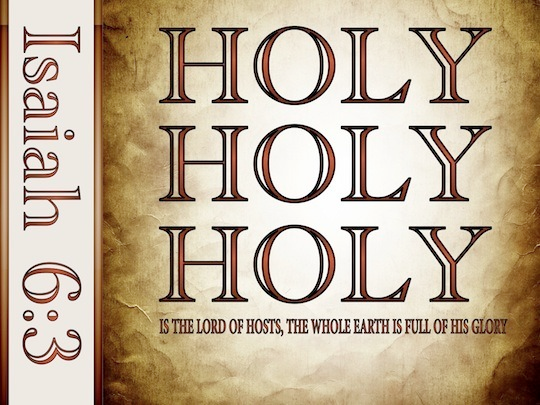 Isaiah 6:3
HOLY
HOLY
HOLY
IS THE LORD OF HOSTS, THE WHOLE EARTH IS FULL OF HIS GLORY